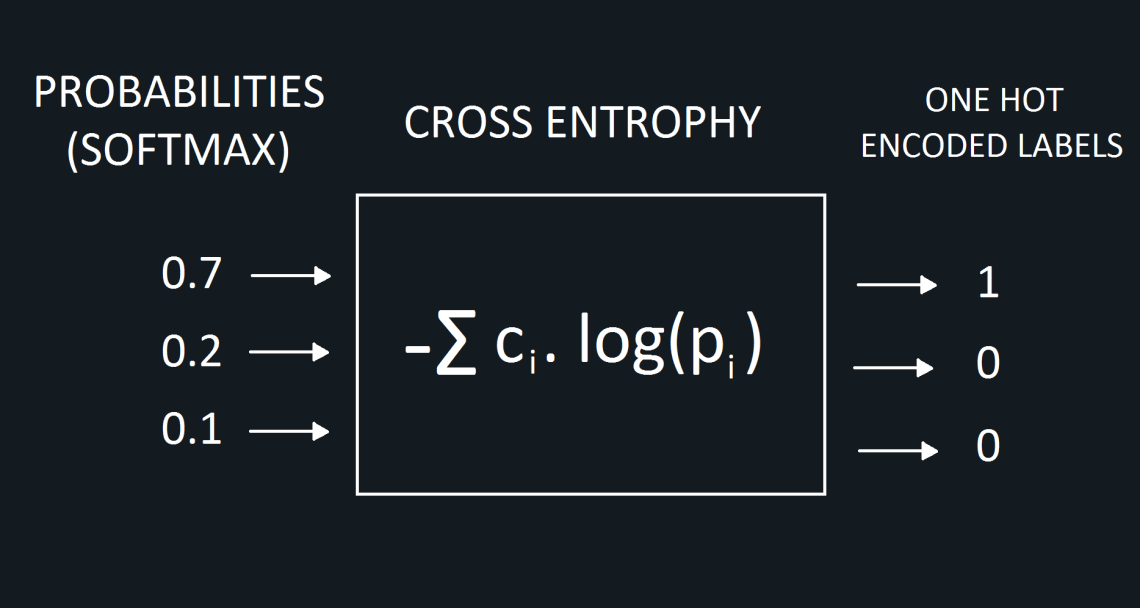 PROBABILITIES
(SOFTMAX)
CROSS ENTROPY
ONE HOT
ENCODED LABELS
0.7
0.2
0.1
-∑ cᵢ. log(pᵢ)
1
0
0